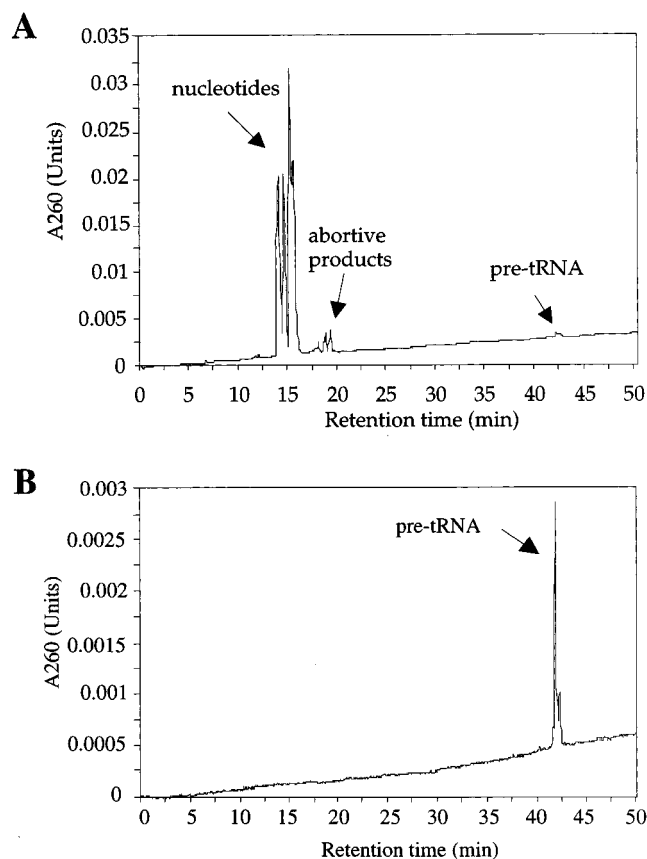 A
0.035
0.03
0.025
0.02
0.015
0.01
0.005
0
A260 (Units)
nucleotides
abortive
products
pre-tRNA
0 5 10 15 20 25 30 35 40 45 50
Retention time (min)
B
0.003
0.0025
0.002
0.0015
0.001
0.0005
0
A260 (Units)
pre-tRNA
0 5 10 15 20 25 30 35 40 45 50
Retention time (min)